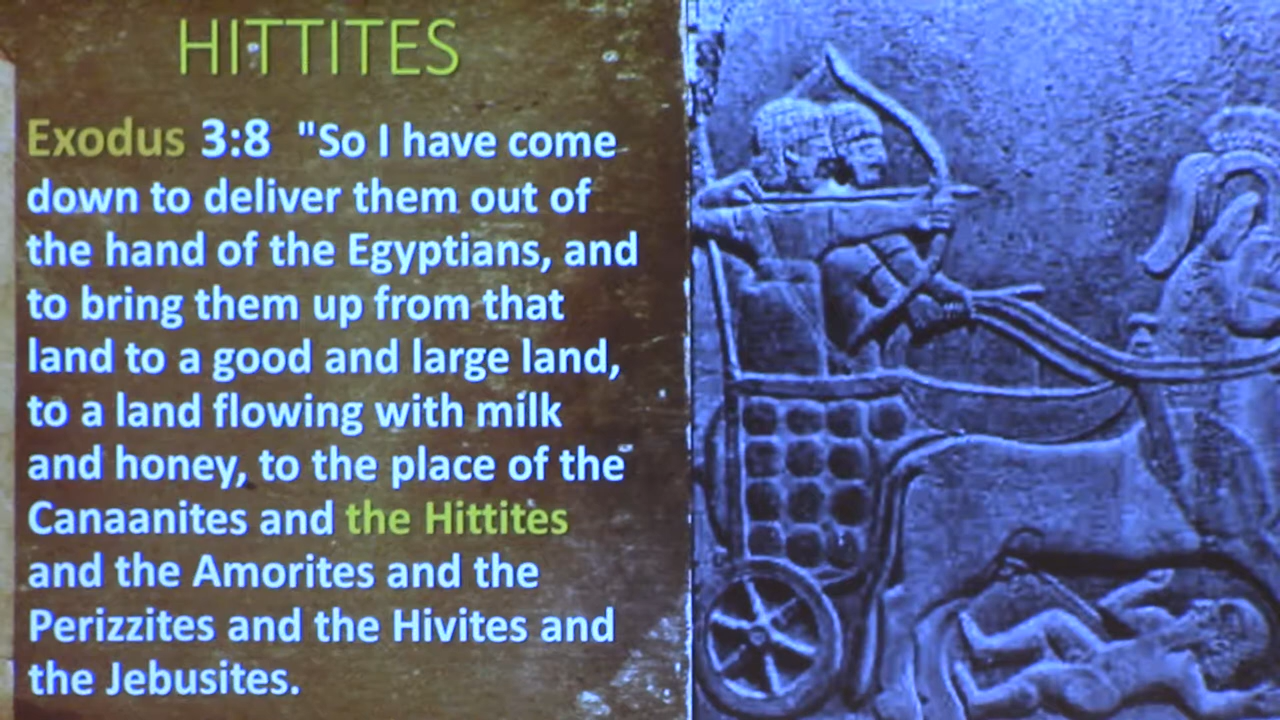 HITTITES
Exodus 3:8 "So I have come
down to deliver them out of
the hand of the Egyptians, and
to bring them up from that
land to a good and large land,
to a land flowing with milk
and honey, to the place of the
Canaanites and the Hittites
and the Amorites and the
Perizzites and the Hivites and
the Jebusites.